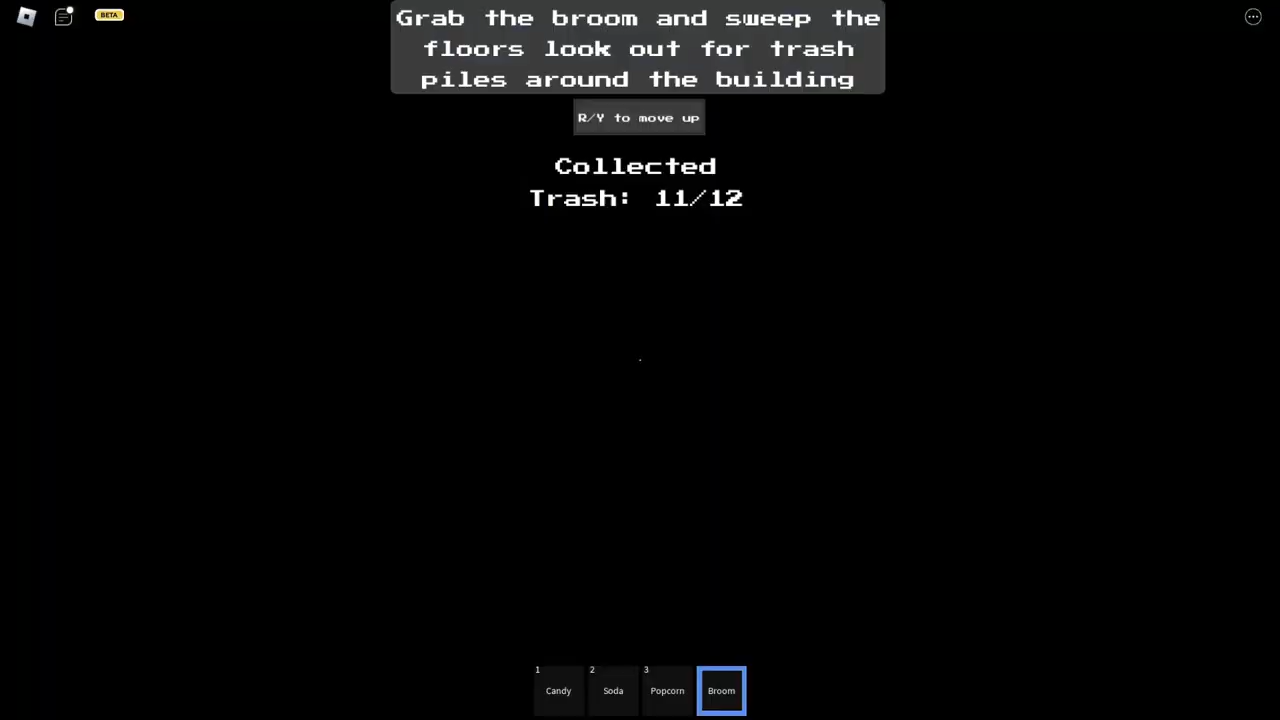 BETA
Grab the broom and sweep the
floors look out for trash
piles around the building
R/Y to move up
Collected
Trash: 11/12
1
2
3
Candy
Soda
Popcorn
Broom